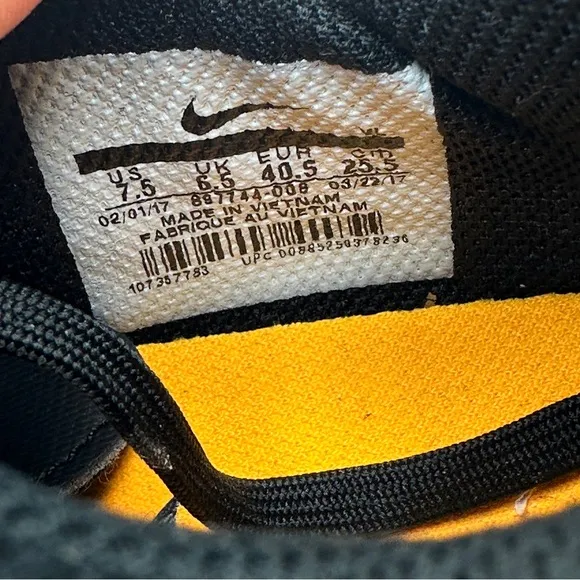 US UK EUR cm
7.5 6.5 40.5 25.5
02/01/17 897744-008 03/22/17
MADE IN VIETNAM
FABRIQUE AU VIETNAM
107357783 UPC 00885259378236